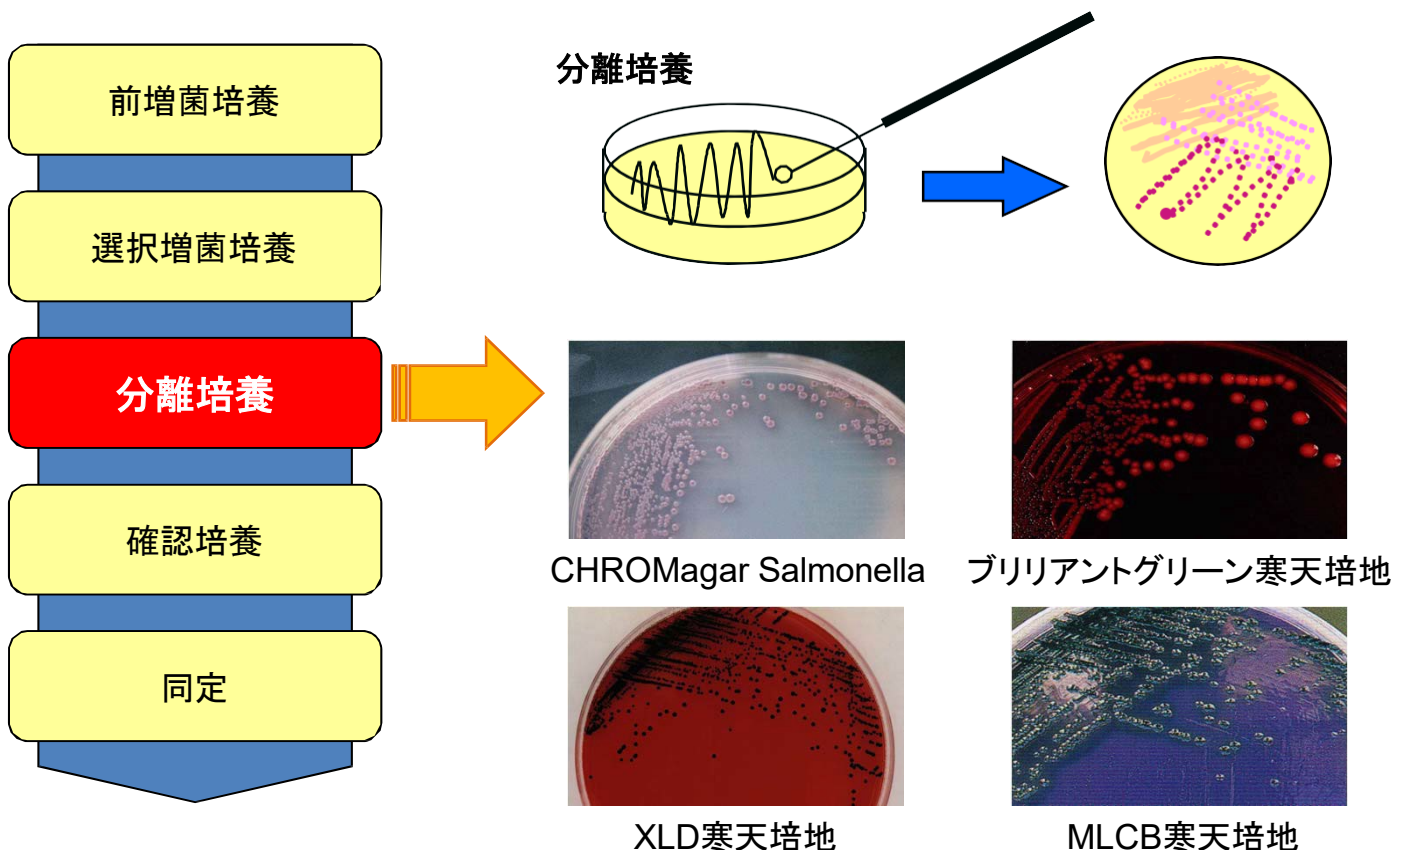 前増菌培養
選択増菌培養
分離培養
確認培養
同定
分離培養
CHROMagar Salmonella
ブリリアントグリーン寒天培地
XLD寒天培地
MLCB寒天培地